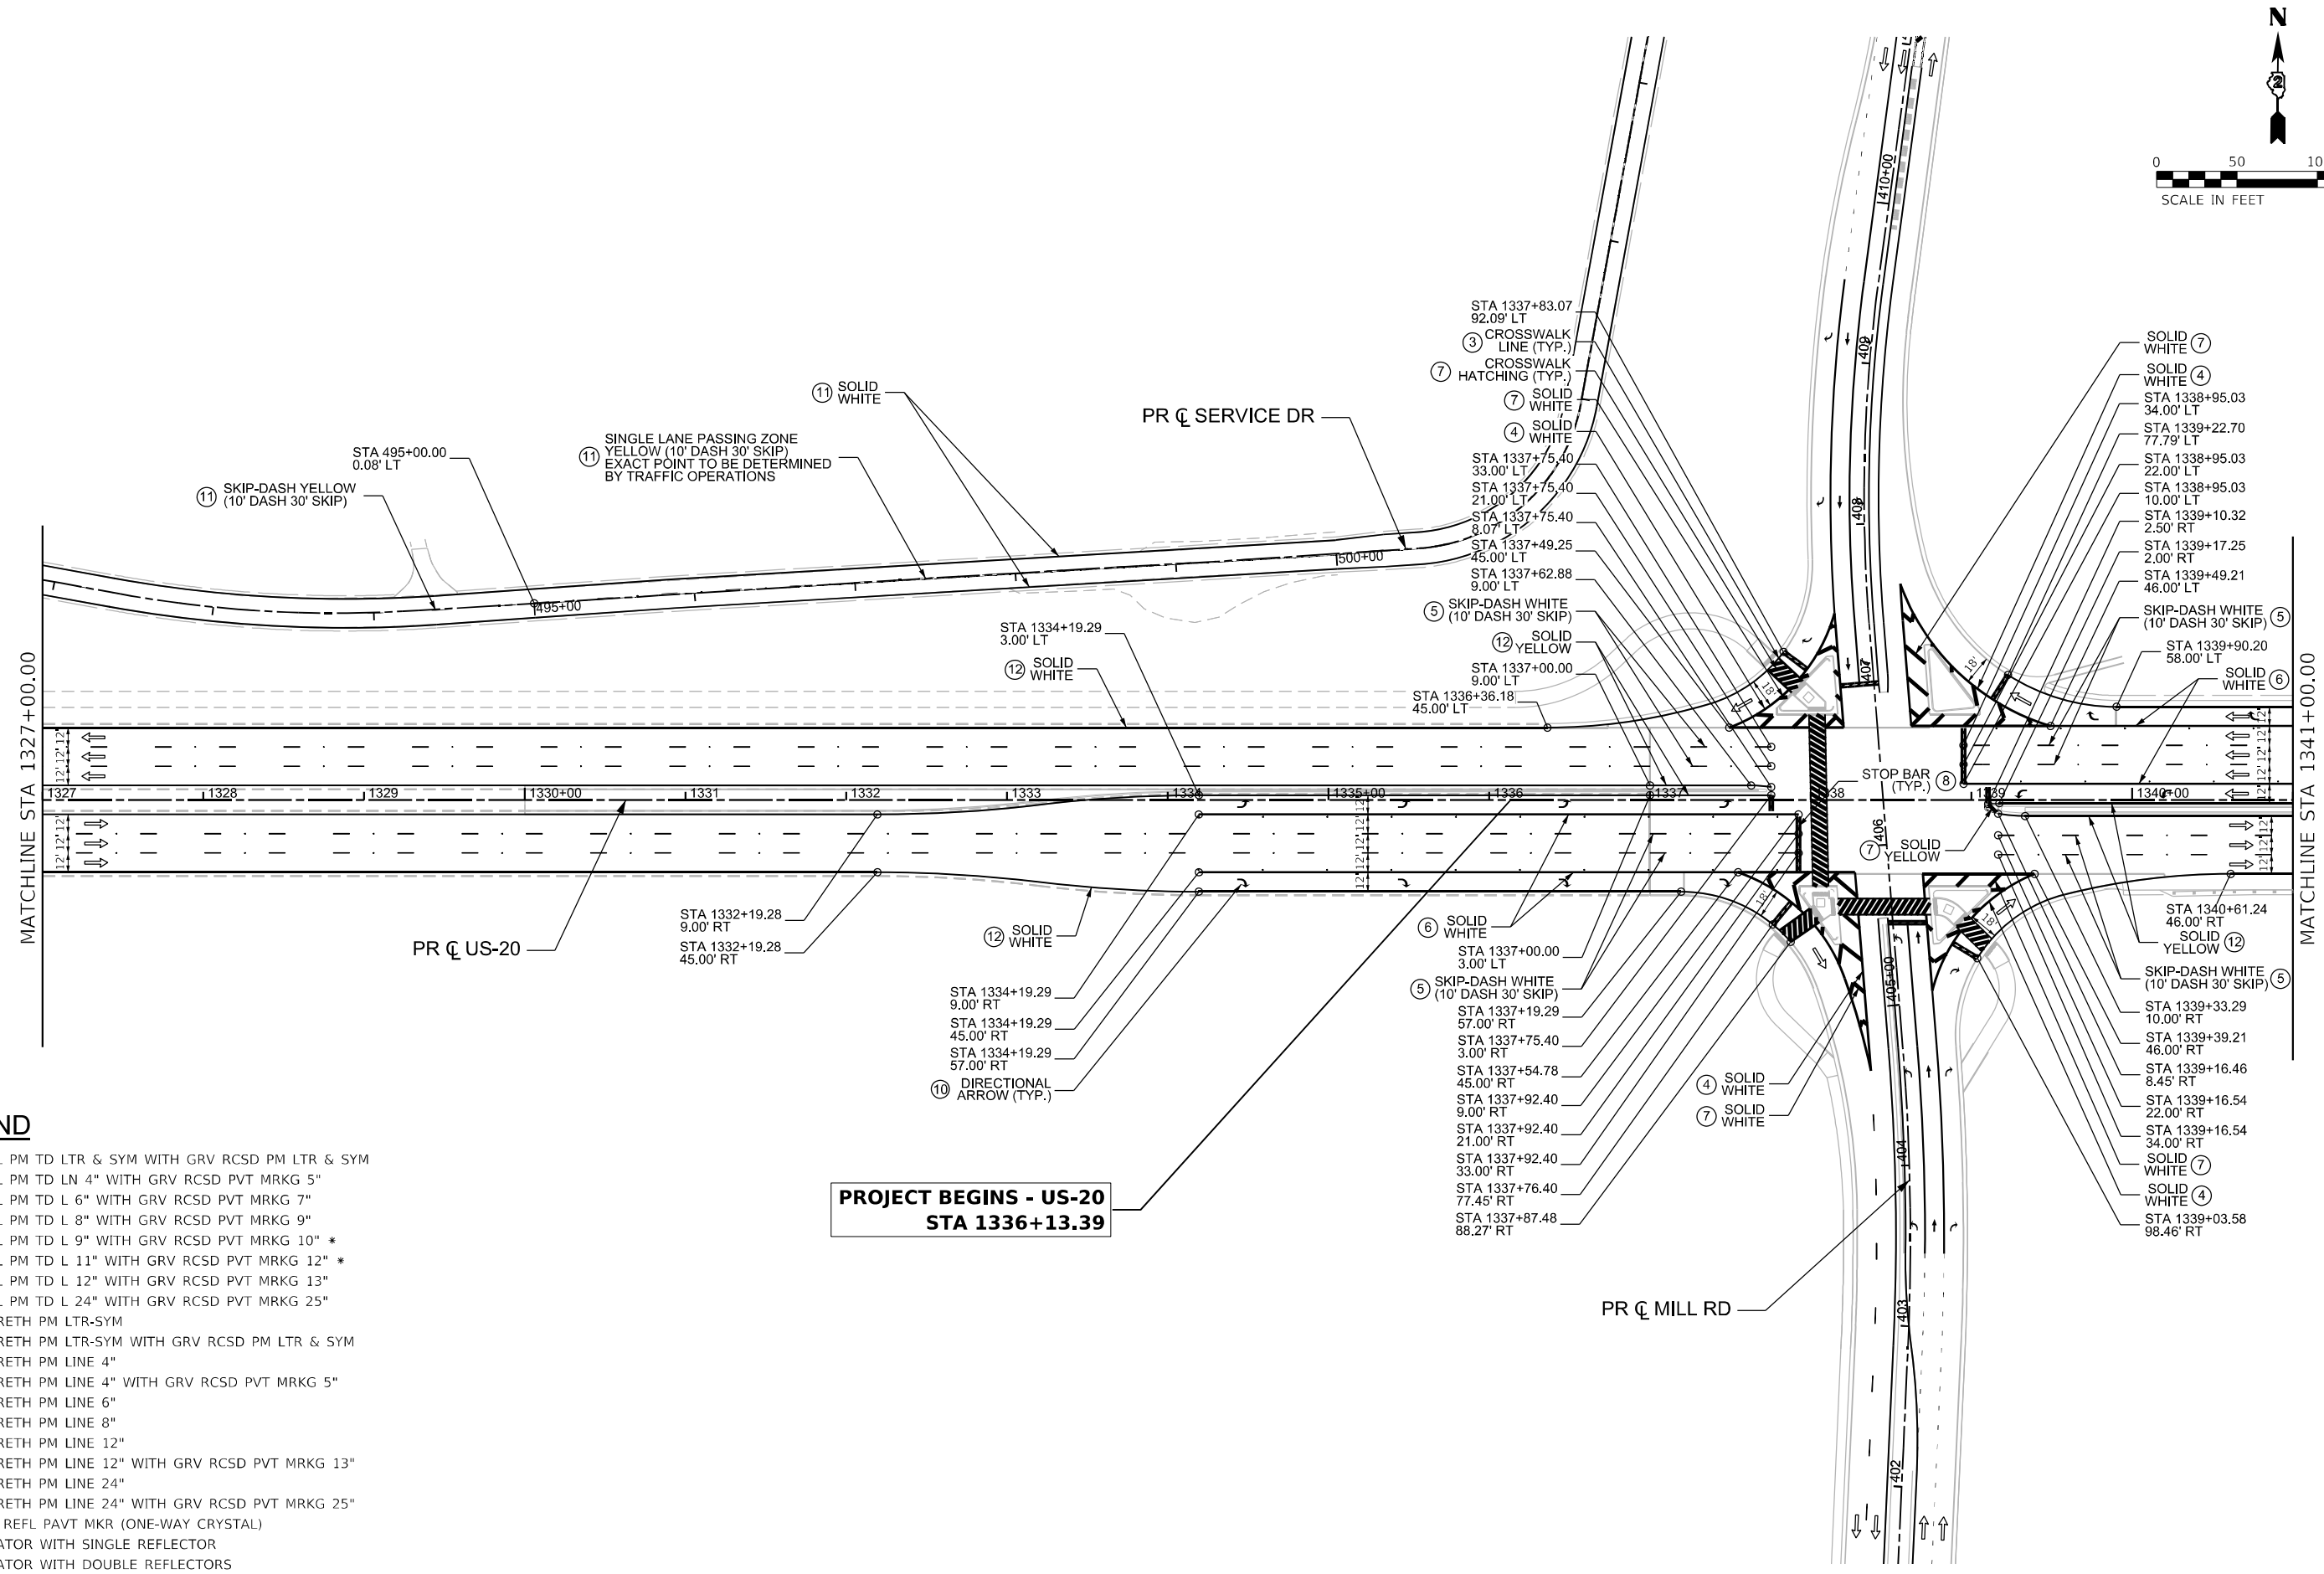 N
2
0 50 10
SCALE IN FEET
STA 1337+83.07
92.09' LT
3 CROSSWALK
LINE (TYP.)
CROSSWALK
7 HATCHING (TYP.)
7 SOLID
WHITE
4 SOLID
WHITE
STA 1337+75.40
33.00' LT
STA 1337+75.40
21.00' LT
STA 1337+75.40
8.07' LT
STA 1337+49.25
45.00' LT
STA 1337+62.88
9.00' LT
5 SKIP-DASH WHITE
(10' DASH 30' SKIP)
12 SOLID
YELLOW
STA 1337+00.00
9.00' LT
STA 1336+36.18
45.00' LT
SOLID
WHITE 7
SOLID
WHITE 4
STA 1338+95.03
34.00' LT
STA 1339+22.70
77.79' LT
STA 1338+95.03
22.00' LT
STA 1338+95.03
10.00' LT
STA 1339+10.32
2.50' RT
STA 1339+17.25
2.00' RT
STA 1339+49.21
46.00' LT
SKIP-DASH WHITE
(10' DASH 30' SKIP) 5
STA 1339+90.20
58.00' LT
SOLID
WHITE 6
11 SOLID
WHITE
PR ℄ SERVICE DR
STA 495+00.00
0.08' LT
SINGLE LANE PASSING ZONE
11 YELLOW (10' DASH 30' SKIP)
EXACT POINT TO BE DETERMINED
BY TRAFFIC OPERATIONS
11 SKIP-DASH YELLOW
(10' DASH 30' SKIP)
495+00
500+00
STA 1334+19.29
3.00' LT
12 SOLID
WHITE
410+00
409
408
407
406
405+00
404
403
402
18'
18'
18'
18'
MATCHLINE STA 1327+00.00
MATCHLINE STA 1341+00.00
12' 12' 12'
12' 12' 12'
12' 12' 12' 12' 12'
12' 12' 12' 12' 12'
12' 12' 12'
1327 1328 1329 1330+00 1331 1332 1333 1334 1335+00 1336 1337 1338 1339 1340+00
STOP BAR
(TYP.) 8
7 SOLID
YELLOW
PR ℄ US-20
STA 1332+19.28
9.00' RT
STA 1332+19.28
45.00' RT
12 SOLID
WHITE
STA 1334+19.29
9.00' RT
STA 1334+19.29
45.00' RT
STA 1334+19.29
57.00' RT
10 DIRECTIONAL
ARROW (TYP.)
6 SOLID
WHITE
STA 1337+00.00
3.00' LT
5 SKIP-DASH WHITE
(10' DASH 30' SKIP)
STA 1337+19.29
57.00' RT
STA 1337+75.40
3.00' RT
STA 1337+54.78
45.00' RT
STA 1337+92.40
9.00' RT
STA 1337+92.40
21.00' RT
STA 1337+92.40
33.00' RT
STA 1337+76.40
77.45' RT
STA 1337+87.48
88.27' RT
4 SOLID
WHITE
7 SOLID
WHITE
STA 1340+61.24
46.00' RT
SOLID
YELLOW 12
SKIP-DASH WHITE
(10' DASH 30' SKIP) 5
STA 1339+33.29
10.00' RT
STA 1339+39.21
46.00' RT
STA 1339+16.46
8.45' RT
STA 1339+16.54
22.00' RT
STA 1339+16.54
34.00' RT
SOLID
WHITE 7
SOLID
WHITE 4
STA 1339+03.58
98.46' RT
PROJECT BEGINS - US-20
STA 1336+13.39
PR ℄ MILL RD
ND
PM TD LTR & SYM WITH GRV RCSD PM LTR & SYM
PM TD LN 4" WITH GRV RCSD PVT MRKG 5"
PM TD L 6" WITH GRV RCSD PVT MRKG 7"
PM TD L 8" WITH GRV RCSD PVT MRKG 9"
PM TD L 9" WITH GRV RCSD PVT MRKG 10" *
PM TD L 11" WITH GRV RCSD PVT MRKG 12" *
PM TD L 12" WITH GRV RCSD PVT MRKG 13"
PM TD L 24" WITH GRV RCSD PVT MRKG 25"
RETH PM LTR-SYM
RETH PM LTR-SYM WITH GRV RCSD PM LTR & SYM
RETH PM LINE 4"
RETH PM LINE 4" WITH GRV RCSD PVT MRKG 5"
RETH PM LINE 6"
RETH PM LINE 8"
RETH PM LINE 12"
RETH PM LINE 12" WITH GRV RCSD PVT MRKG 13"
RETH PM LINE 24"
RETH PM LINE 24" WITH GRV RCSD PVT MRKG 25"
REFL PAVT MKR (ONE-WAY CRYSTAL)
ATOR WITH SINGLE REFLECTOR
ATOR WITH DOUBLE REFLECTORS